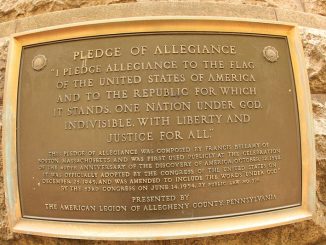 PLEDGE OF ALLEGIANCE
"I PLEDGE ALLEGIANCE TO THE FLAG
OF THE UNITED STATES OF AMERICA
AND TO THE REPUBLIC FOR WHICH
IT STANDS, ONE NATION UNDER GOD,
INDIVISIBLE, WITH LIBERTY AND
JUSTICE FOR ALL."
THIS PLEDGE OF ALLEGIANCE WAS COMPOSED BY FRANCIS BELLAMY OF
BOSTON, MASSACHUSETTS AND WAS FIRST USED PUBLICLY AT THE CELEBRATION
OF THE ANNIVERSARY OF THE DISCOVERY OF AMERICA, OCTOBER
IT WAS OFFICIALLY ADOPTED BY THE CONGRESS OF THE UNITED STATES ON
DECEMBER 28, 1945 AND WAS AMENDED TO INCLUDE THE WORDS "UNDER GOD"
BY THE 83RD CONGRESS ON JUNE 14, 1954, BY PUBLIC LAW
PRESENTED BY
THE AMERICAN LEGION OF ALLEGHENY COUNTY, PENNSYLVANIA